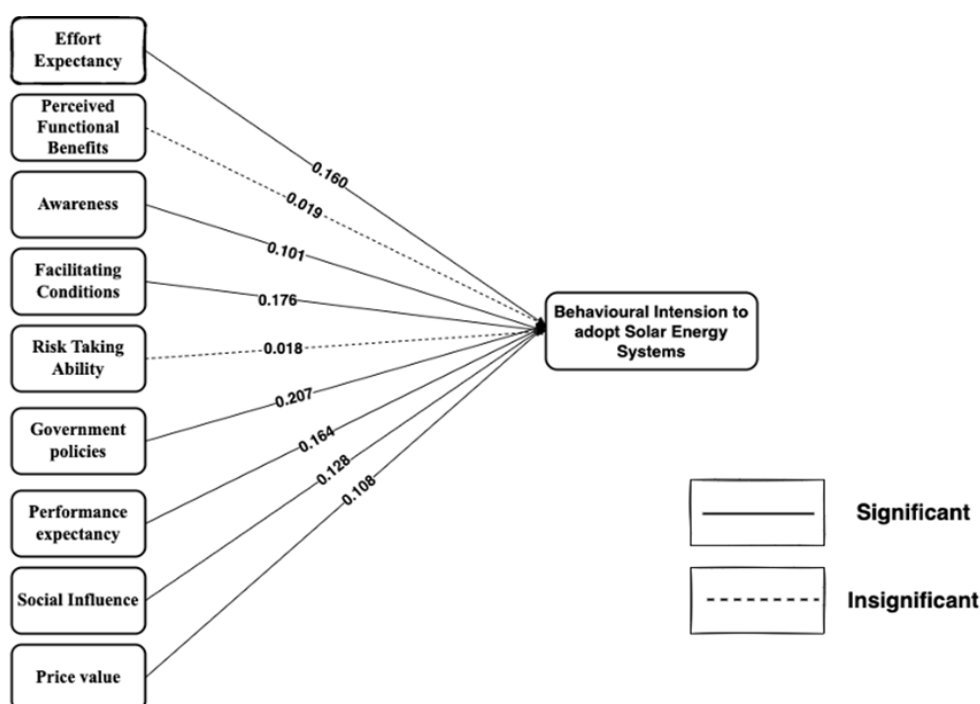 Effort
Expectancy
Perceived
Functional
Benefits
Awareness
Facilitating
Conditions
Risk Taking
Ability
Government
policies
Performance
expectancy
Social Influence
Price value
0.160
0.019
0.101
0.176
0.018
0.207
0.164
0.128
0.108
Behavioural Intension to
adopt Solar Energy
Systems
Significant
Insignificant